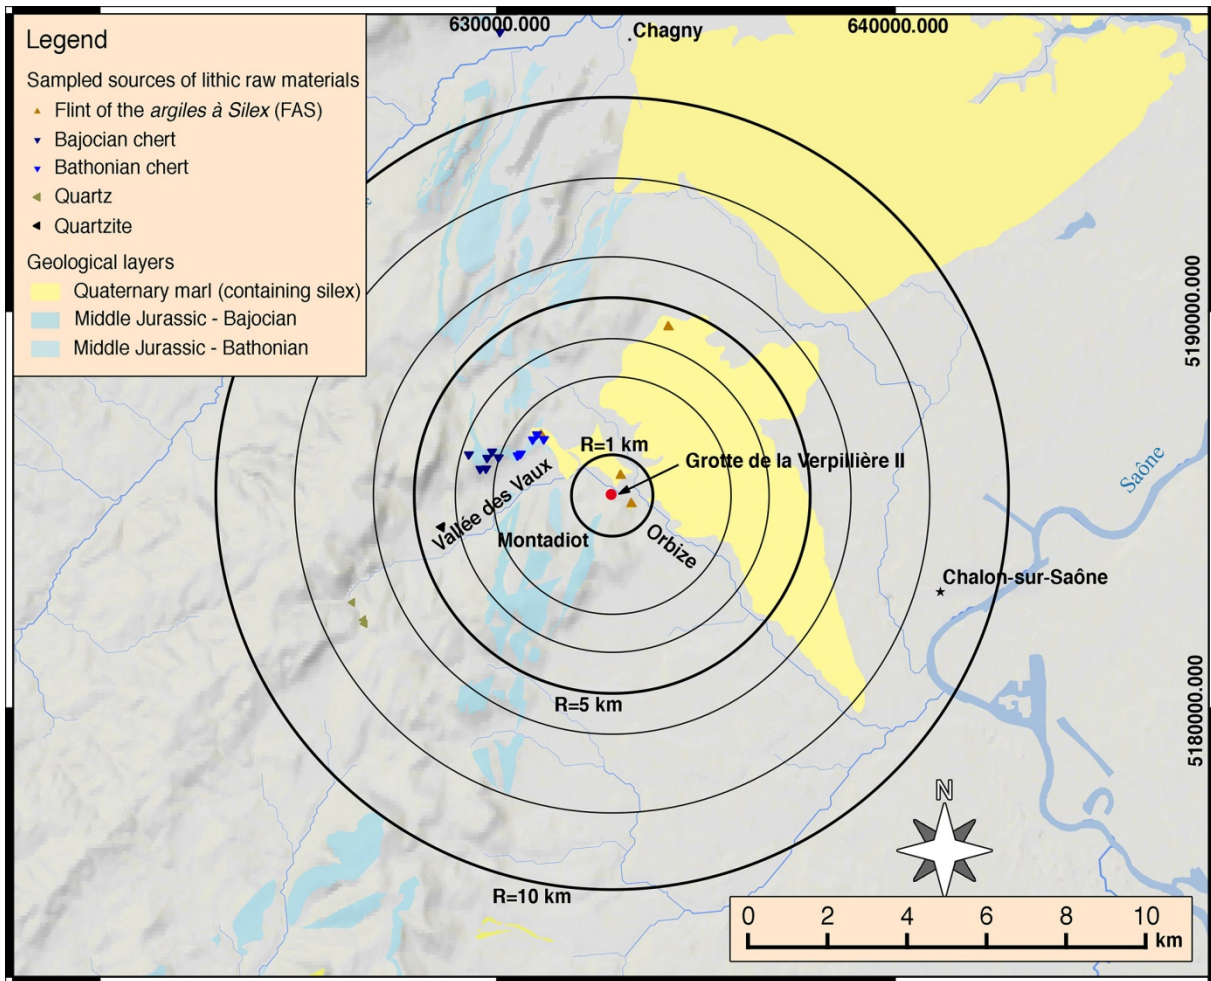 Legend
Sampled sources of lithic raw materials
Flint of the argiles à Silex (FAS)
Bajocian chert
Bathonian chert
Quartz
Quartzite
Geological layers
Quaternary marl (containing silex)
Middle Jurassic - Bajocian
Middle Jurassic - Bathonian
630000.000
640000.000
Chagny
5190000.000
R=1 km
Grotte de la Verpillière II
Saône
Vallée des Vaux
Montadiot
Orbize
Chalon-sur-Saône
R=5 km
5180000.000
N
R=10 km
0 2 4 6 8 10
km